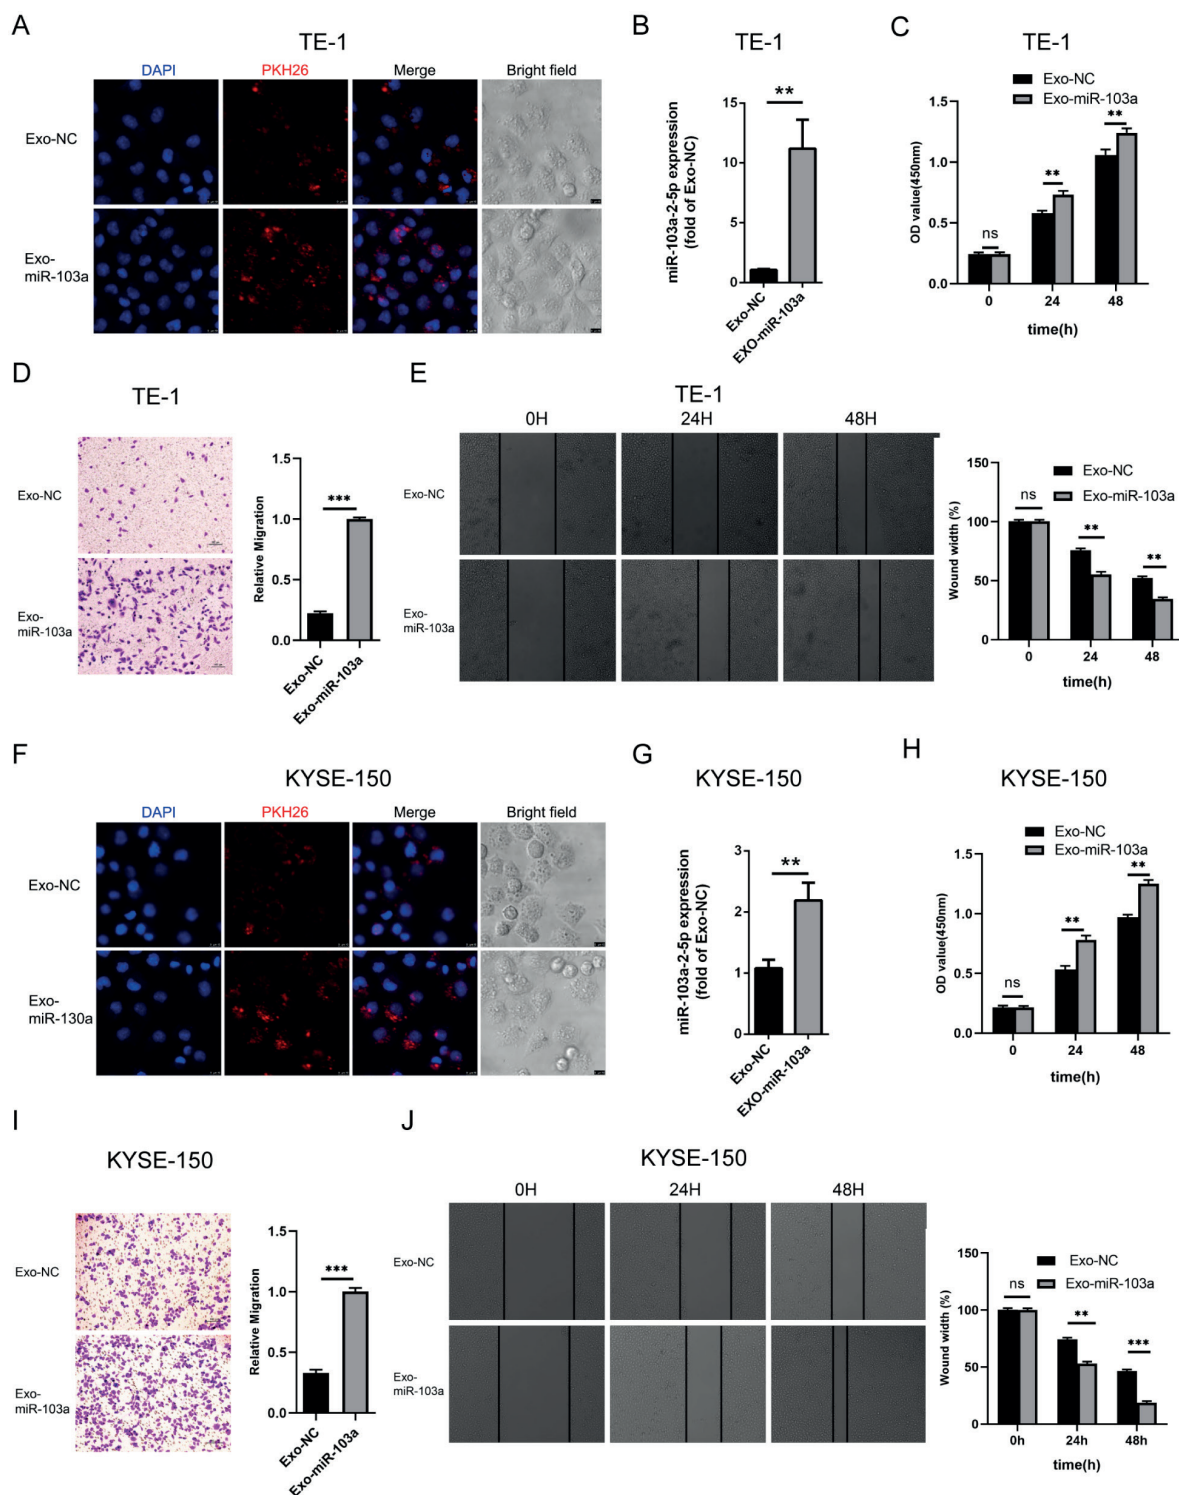 A
TE-1
DAPI PKH26 Merge Bright field
Exo-NC
Exo-
miR-103a
B
TE-1
miR-103a-2-5p expression
(fold of Exo-NC)
15
10
5
0
**
Exo-NC
EXO-miR-103a
C
TE-1
Exo-NC
Exo-miR-103a
OD value(450nm)
1.5
1.0
0.5
0.0
ns
**
**
0 24 48
time(h)
D
TE-1
Exo-NC
Exo-
miR-103a
Relative Migration
1.5
1.0
0.5
0.0
***
Exo-NC
Exo-miR-103a
E
TE-1
0H 24H 48H
Exo-NC
Exo-
miR-103a
Exo-NC
Exo-miR-103a
Wound width (%)
150
100
50
0
ns
**
**
0 24 48
time(h)
F
KYSE-150
DAPI PKH26 Merge Bright field
Exo-NC
Exo-
miR-130a
G
KYSE-150
miR-103a-2-5p expression
(fold of Exo-NC)
3
2
1
0
**
Exo-NC
EXO-miR-103a
H
KYSE-150
Exo-NC
Exo-miR-103a
OD value(450nm)
1.5
1.0
0.5
0.0
ns
**
**
0 24 48
time(h)
I
KYSE-150
Exo-NC
Exo-
miR-103a
Relative Migration
1.5
1.0
0.5
0.0
***
Exo-NC
Exo-miR-103a
J
KYSE-150
0H 24H 48H
Exo-NC
Exo-
miR-103a
Exo-NC
Exo-miR-103a
Wound width (%)
150
100
50
0
ns
**
***
0h 24h 48h
time(h)